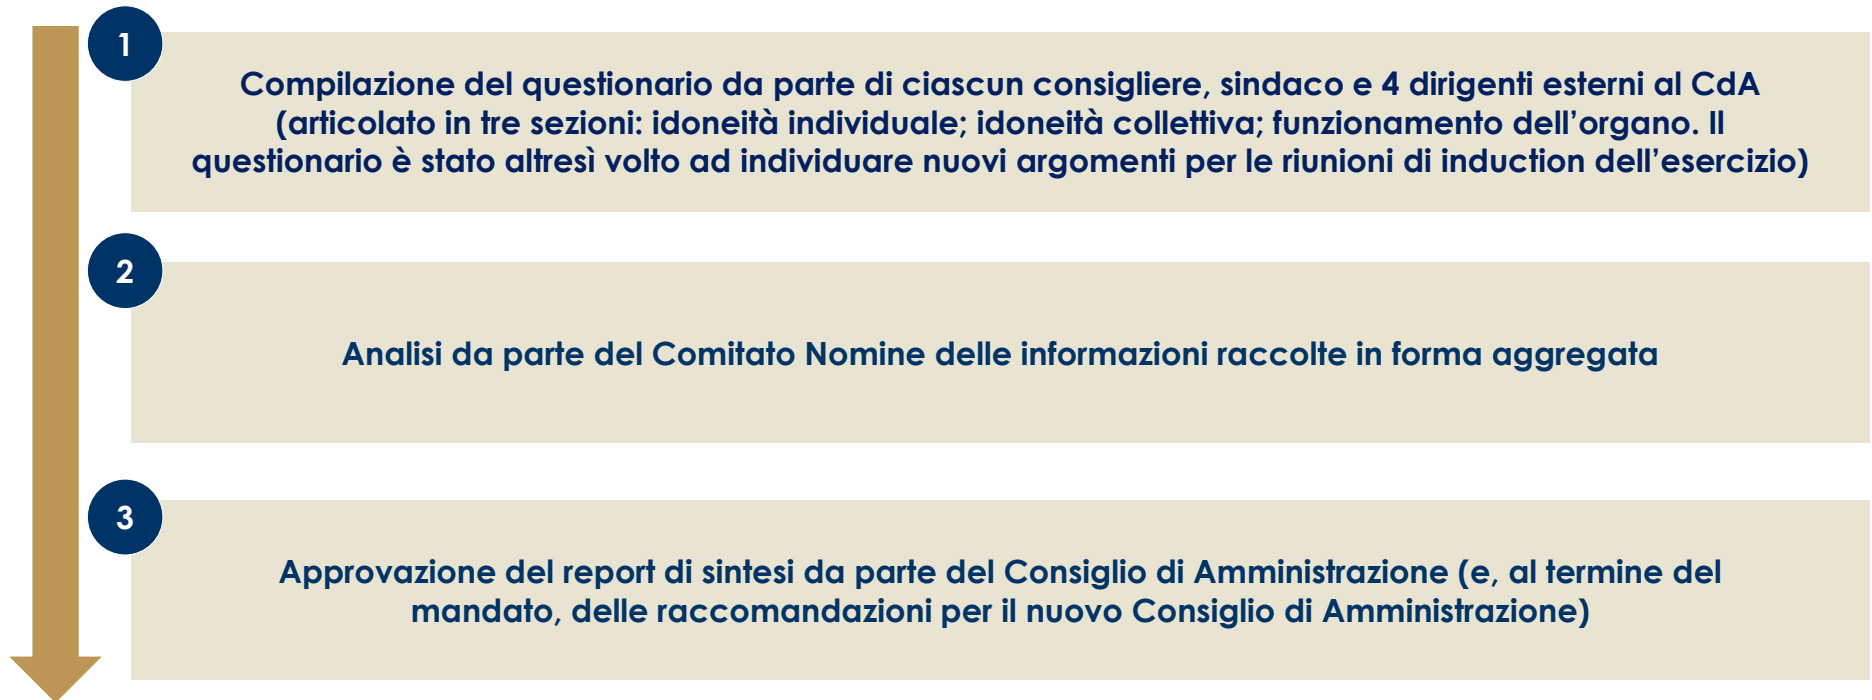 1
Compilazione del questionario da parte di ciascun consigliere, sindaco e 4 dirigenti esterni al CdA
(articolato in tre sezioni: idoneità individuale; idoneità collettiva; funzionamento dell’organo. Il
questionario è stato altresì volto ad individuare nuovi argomenti per le riunioni di induction dell’esercizio)
2
Analisi da parte del Comitato Nomine delle informazioni raccolte in forma aggregata
3
Approvazione del report di sintesi da parte del Consiglio di Amministrazione (e, al termine del
mandato, delle raccomandazioni per il nuovo Consiglio di Amministrazione)